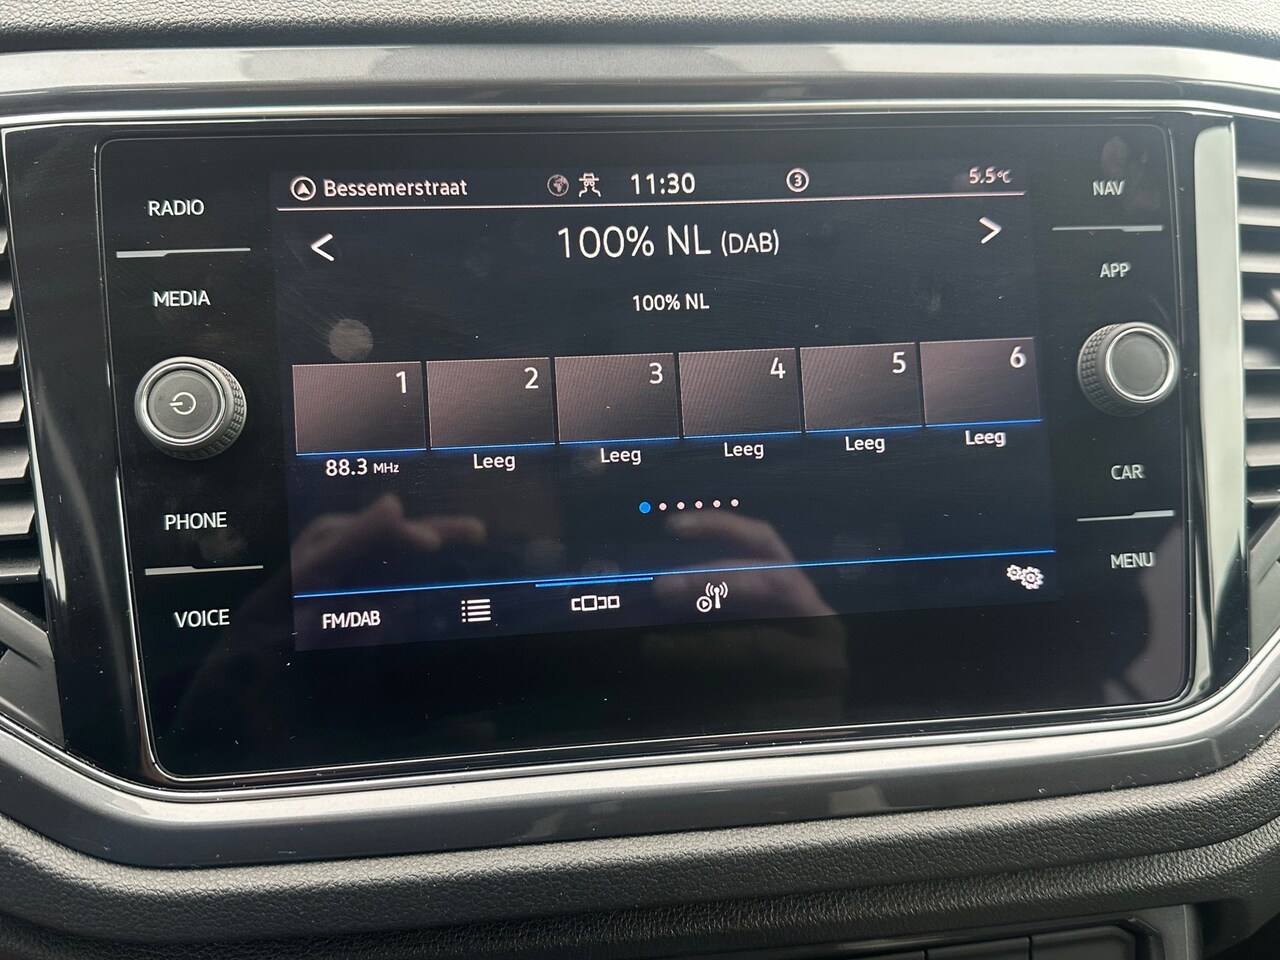 RADIO
MEDIA
PHONE
VOICE
Bessemerstraat 11:30 3 5.5°C
< 100% NL (DAB) >
100% NL
1 2 3 4 5 6
88.3 MHz Leeg Leeg Leeg Leeg Leeg
FM/DAB
NAV
APP
CAR
MENU